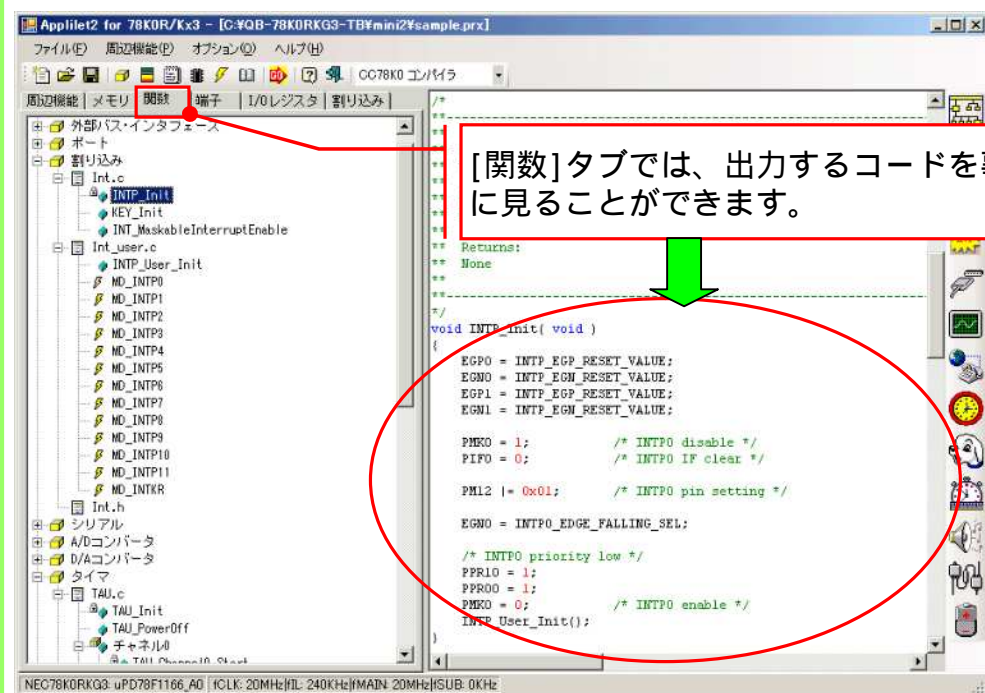 Applilet2 for 78K0R/Kx3 - [C:¥QB-78K0RKG3-TB¥mini2¥sample.prx]
ファイル(F) 周辺機能(P) オプション(O) ヘルプ(H)
CC78K0 コンパイラ
周辺機能 メモリ 関数 端子 I/Oレジスタ 割り込み
外部バス・インタフェース
ポート
割り込み
Int.c
INTP_Init
KEY_Init
INT_MaskableInterruptEnable
Int_user.c
INTP_User_Init
MD_INTP0
MD_INTP1
MD_INTP2
MD_INTP3
MD_INTP4
MD_INTP5
MD_INTP6
MD_INTP7
MD_INTP8
MD_INTP9
MD_INTP10
MD_INTP11
MD_INTKR
Int.h
シリアル
A/Dコンバータ
D/Aコンバータ
タイマ
TAU.c
TAU_Init
TAU_PowerOff
チャネル0
TAU_Channel0_Start
[関数]タブでは、出力するコードを事
に見ることができます。
/*
**
** Returns:
** None
**
**
*/
void INTP_Init( void )
{
EGP0 = INTP_EGP_RESET_VALUE;
EGN0 = INTP_EGN_RESET_VALUE;
EGP1 = INTP_EGP_RESET_VALUE;
EGN1 = INTP_EGN_RESET_VALUE;
PMK0 = 1; /* INTP0 disable */
PIF0 = 0; /* INTP0 IF clear */
PM12 |= 0x01; /* INTP0 pin setting */
EGN0 = INTP0_EDGE_FALLING_SEL;
/* INTP0 priority low */
PPR10 = 1;
PPR00 = 1;
PMK0 = 0; /* INTP0 enable */
INTP_User_Init();
}
NEC78K0RKG3: uPD78F1166_A0 fCLK: 20MHz|fIL: 240KHz|fMAIN: 20MHz|fSUB: 0KHz